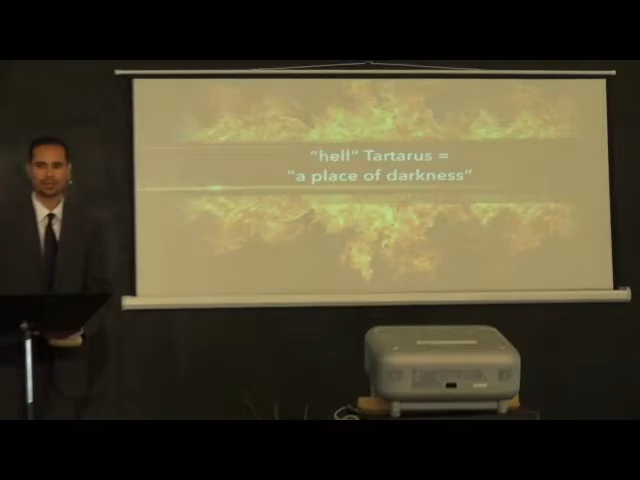 “hell” Tartarus =
"a place of darkness”